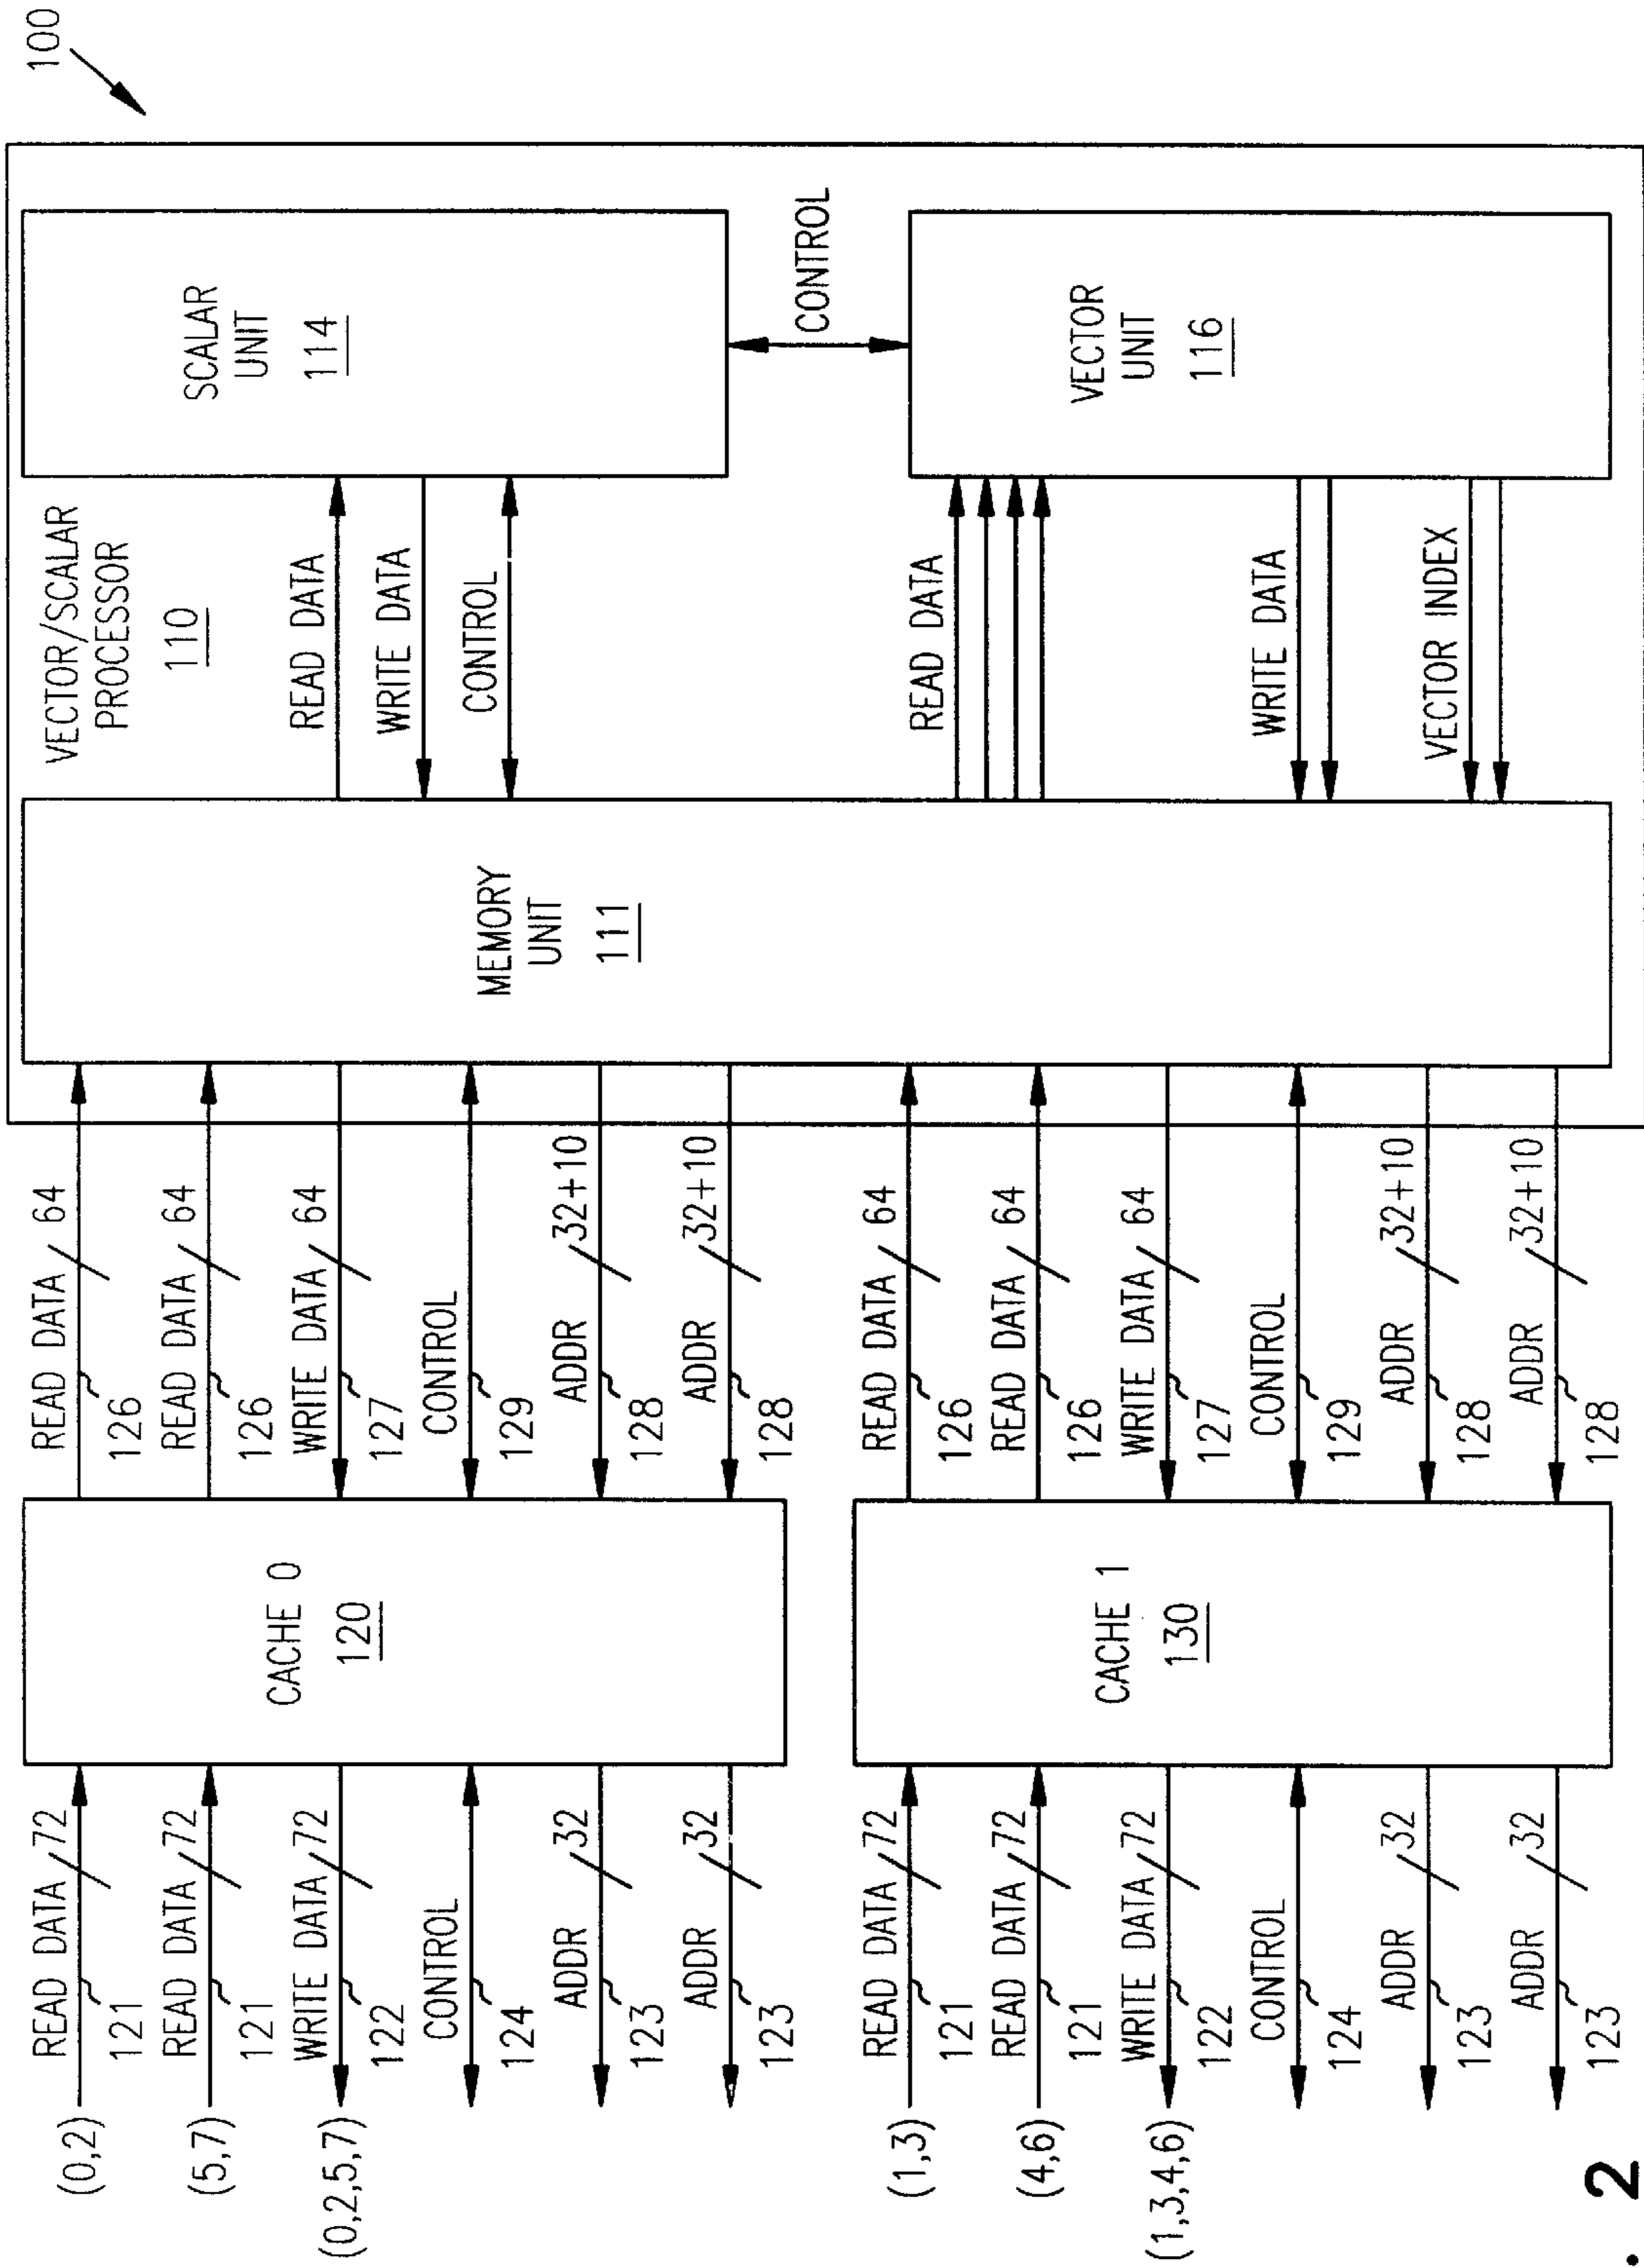 100
VECTOR/SCALAR
PROCESSOR
110
SCALAR
UNIT
114
CONTROL
VECTOR
UNIT
116
READ DATA
WRITE DATA
CONTROL
READ DATA
WRITE DATA
VECTOR INDEX
MEMORY
UNIT
111
READ DATA 64
126
READ DATA 64
126
WRITE DATA 64
127
CONTROL
129
ADDR 32+10
128
ADDR 32+10
128
READ DATA 64
126
READ DATA 64
126
WRITE DATA 64
127
CONTROL
129
ADDR 32+10
128
ADDR 32+10
128
CACHE 0
120
CACHE 1
130
(0,2) READ DATA 72
121
(5,7) READ DATA 72
121
(0,2,5,7) WRITE DATA 72
122
CONTROL
124
ADDR 32
123
ADDR 32
123
(1,3) READ DATA 72
121
(4,6) READ DATA 72
121
(1,3,4,6) WRITE DATA 72
122
CONTROL
124
ADDR 32
123
ADDR 32
123
. 2